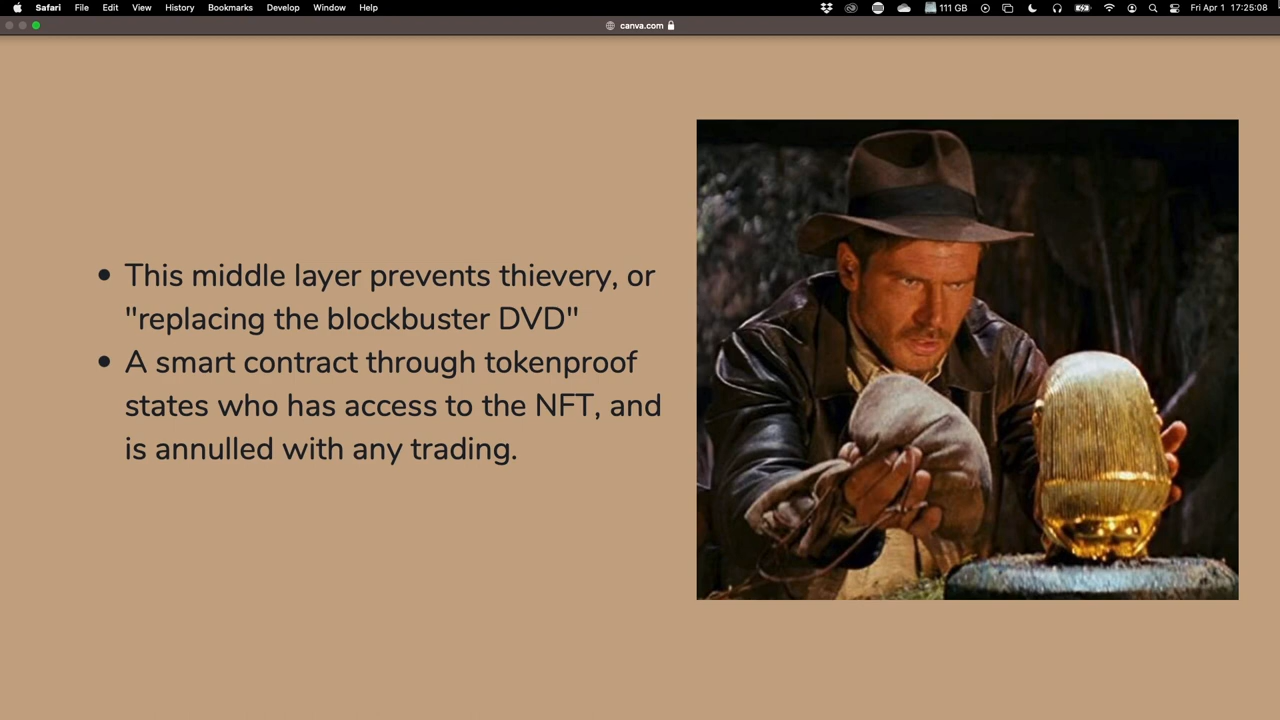 Safari File Edit View History Bookmarks Develop Window Help 111 GB Fri Apr 1 17:25:08
canva.com
• This middle layer prevents thievery, or
"replacing the blockbuster DVD"
• A smart contract through tokenproof
states who has access to the NFT, and
is annulled with any trading.